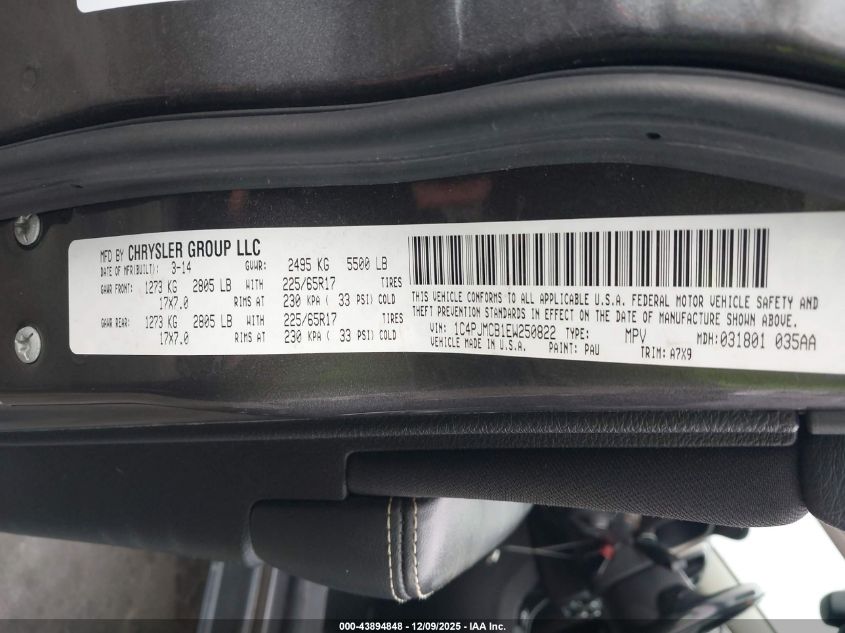 MFD BY CHRYSLER GROUP LLC
DATE OF MFR(BUILT): 3-14 GVWR: 2495 KG 5500 LB
GAWR FRONT: 1273 KG 2805 LB WITH 225/65R17 TIRES
17X7.0 RIMS AT 230 KPA ( 33 PSI) COLD
GAWR REAR: 1273 KG 2805 LB WITH 225/65R17 TIRES
17X7.0 RIMS AT 230 KPA ( 33 PSI) COLD
THIS VEHICLE CONFORMS TO ALL APPLICABLE U.S.A. FEDERAL MOTOR VEHICLE SAFETY AND
THEFT PREVENTION STANDARDS IN EFFECT ON THE DATE OF MANUFACTURE SHOWN ABOVE.
VIN: 1C4PJMCB1EW250822 TYPE: MPV MDH:031801 035AA
VEHICLE MADE IN U.S.A. PAINT: PAU TRIM: A7X9
000-43894848 - 12/09/2025 - IAA Inc.